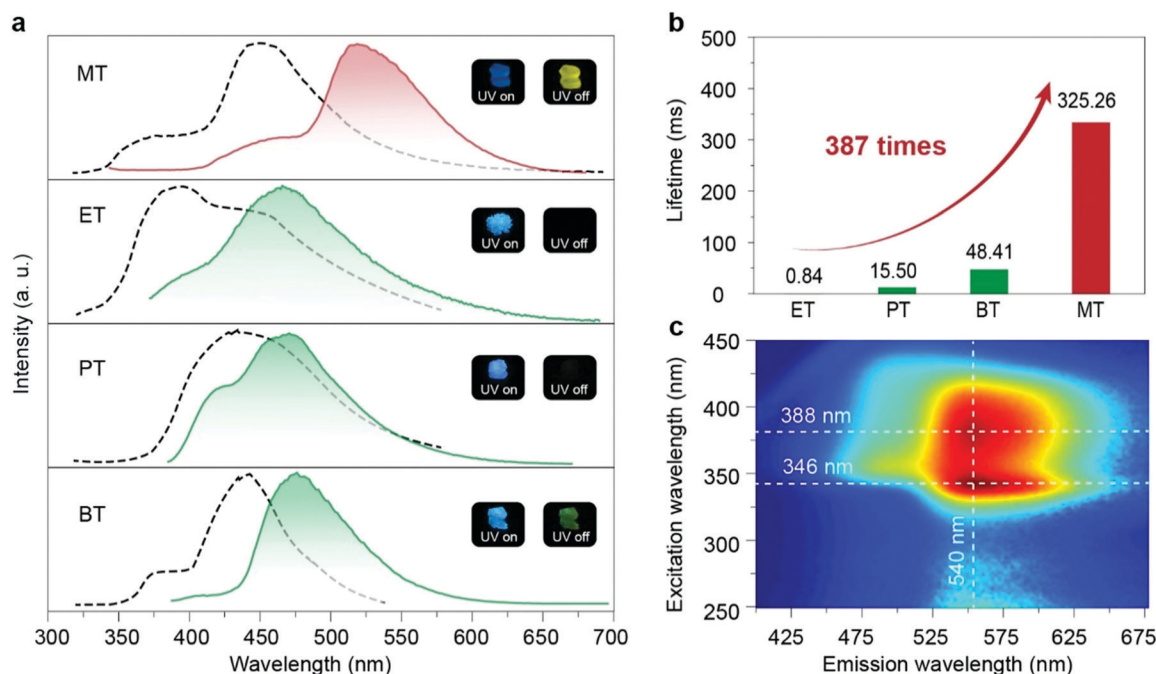 a
MT
UV on
UV off
ET
UV on
UV off
PT
UV on
UV off
BT
UV on
UV off
Intensity (a. u.)
300 350 400 450 500 550 600 650 700
Wavelength (nm)
b
500
400
300
200
100
0
Lifetime (ms)
387 times
0.84
15.50
48.41
325.26
ET PT BT MT
c
450
400
350
300
250
Excitation wavelength (nm)
388 nm
346 nm
540 nm
425 475 525 575 625 675
Emission wavelength (nm)